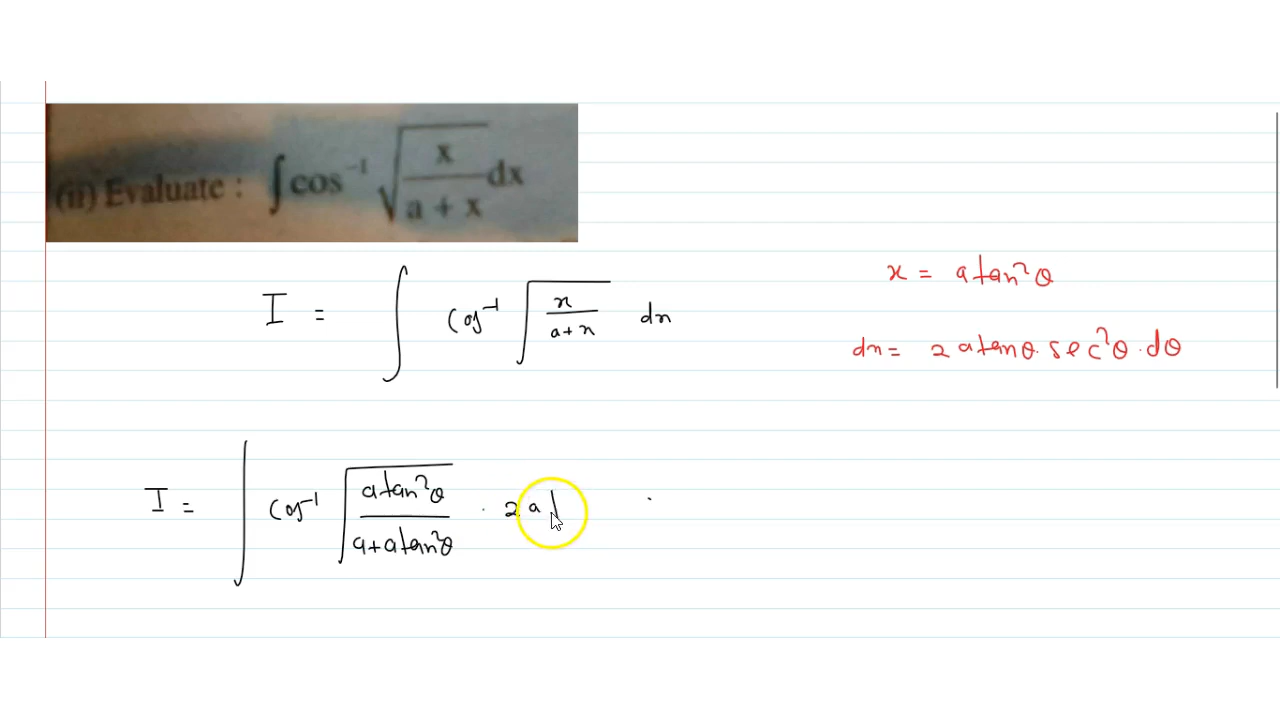 (ii) Evaluate : ∫cos⁻¹ √(x/(a + x)) dx
I = ∫ Cos⁻¹ √(x/(a+x)) dx
x = a tan²θ
dx = 2 a tanθ · sec²θ · dθ
I = ∫ Cos⁻¹ √(a tan²θ/(a+a tan²θ)) · 2 a